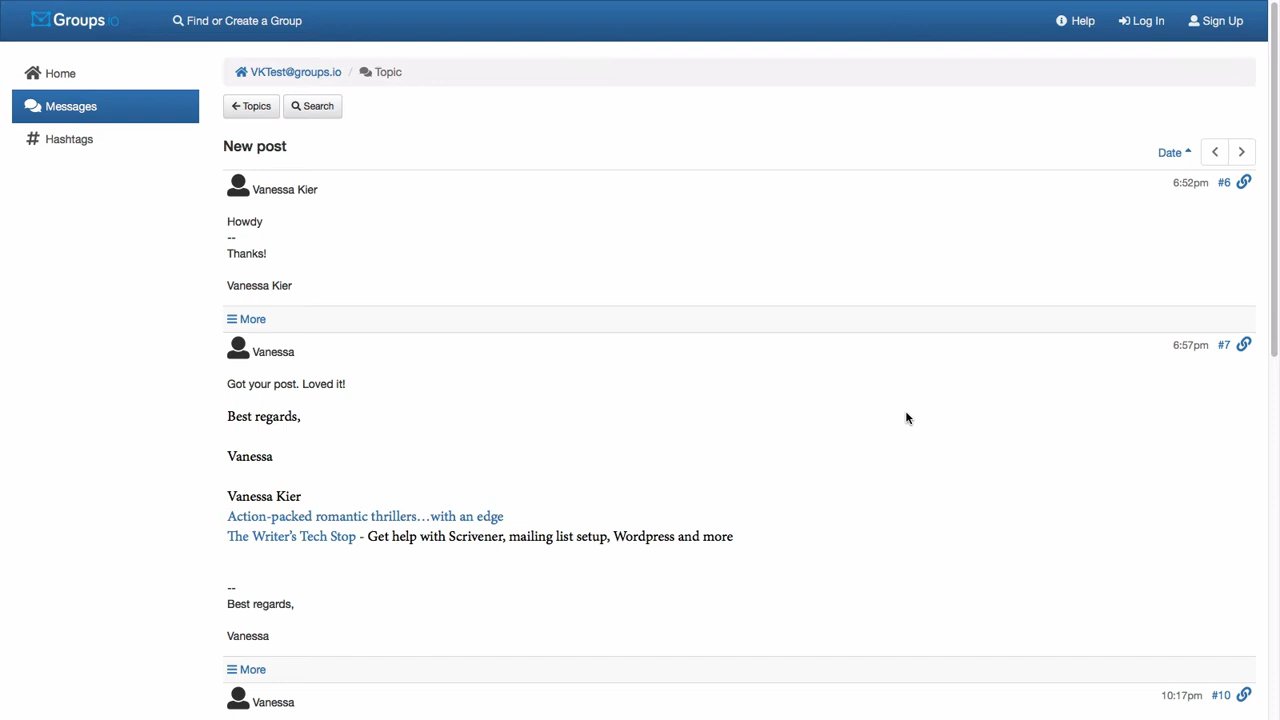 Groups.io
Find or Create a Group
Help
Log In
Sign Up
Home
Messages
Hashtags
VKTest@groups.io / Topic
Topics
Search
New post
Date
Vanessa Kier
6:52pm #6
Howdy
--
Thanks!
Vanessa Kier
More
Vanessa
6:57pm #7
Got your post. Loved it!
Best regards,
Vanessa
Vanessa Kier
Action-packed romantic thrillers…with an edge
The Writer’s Tech Stop - Get help with Scrivener, mailing list setup, Wordpress and more
--
Best regards,
Vanessa
More
Vanessa
10:17pm #10